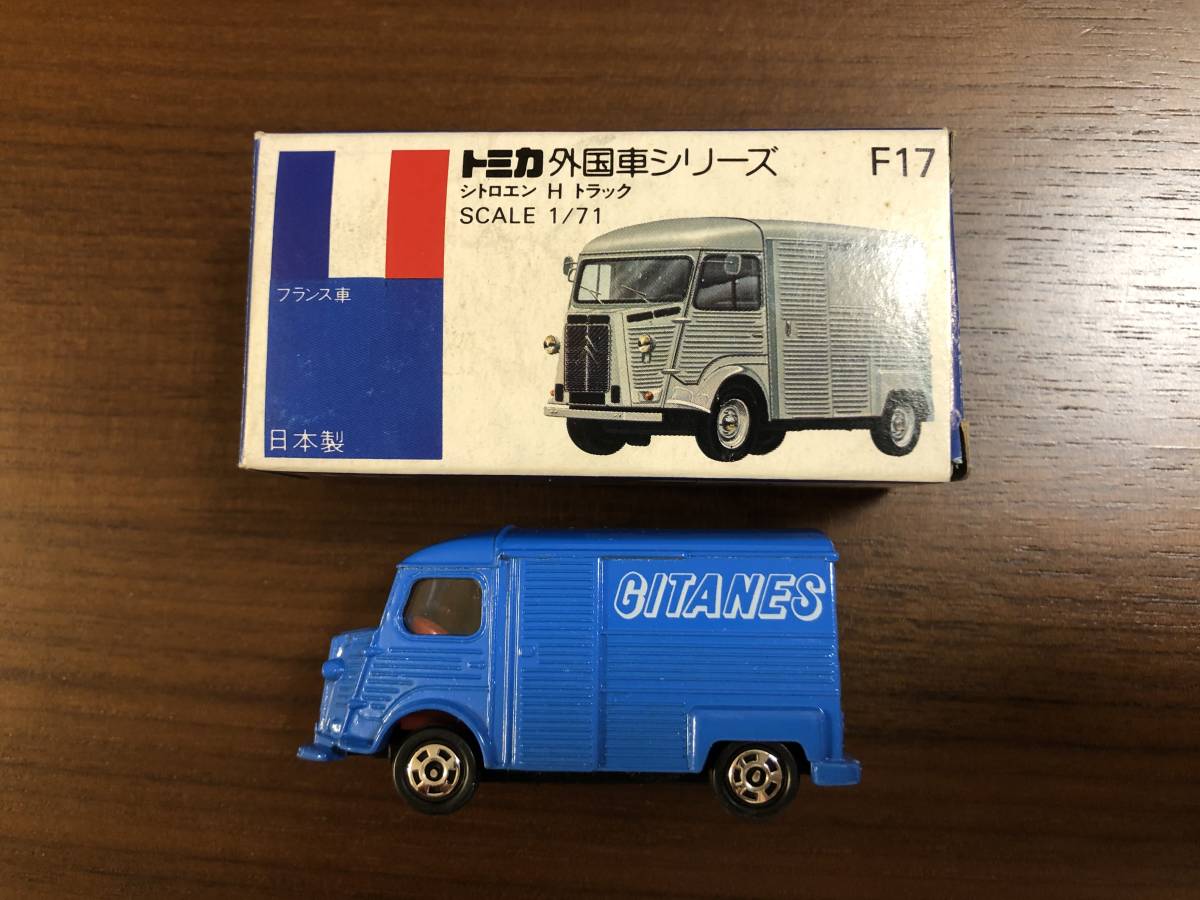 トミカ 外国車シリーズ F17
シトロエン H トラック
SCALE 1/71
フランス車
日本製
GITANES